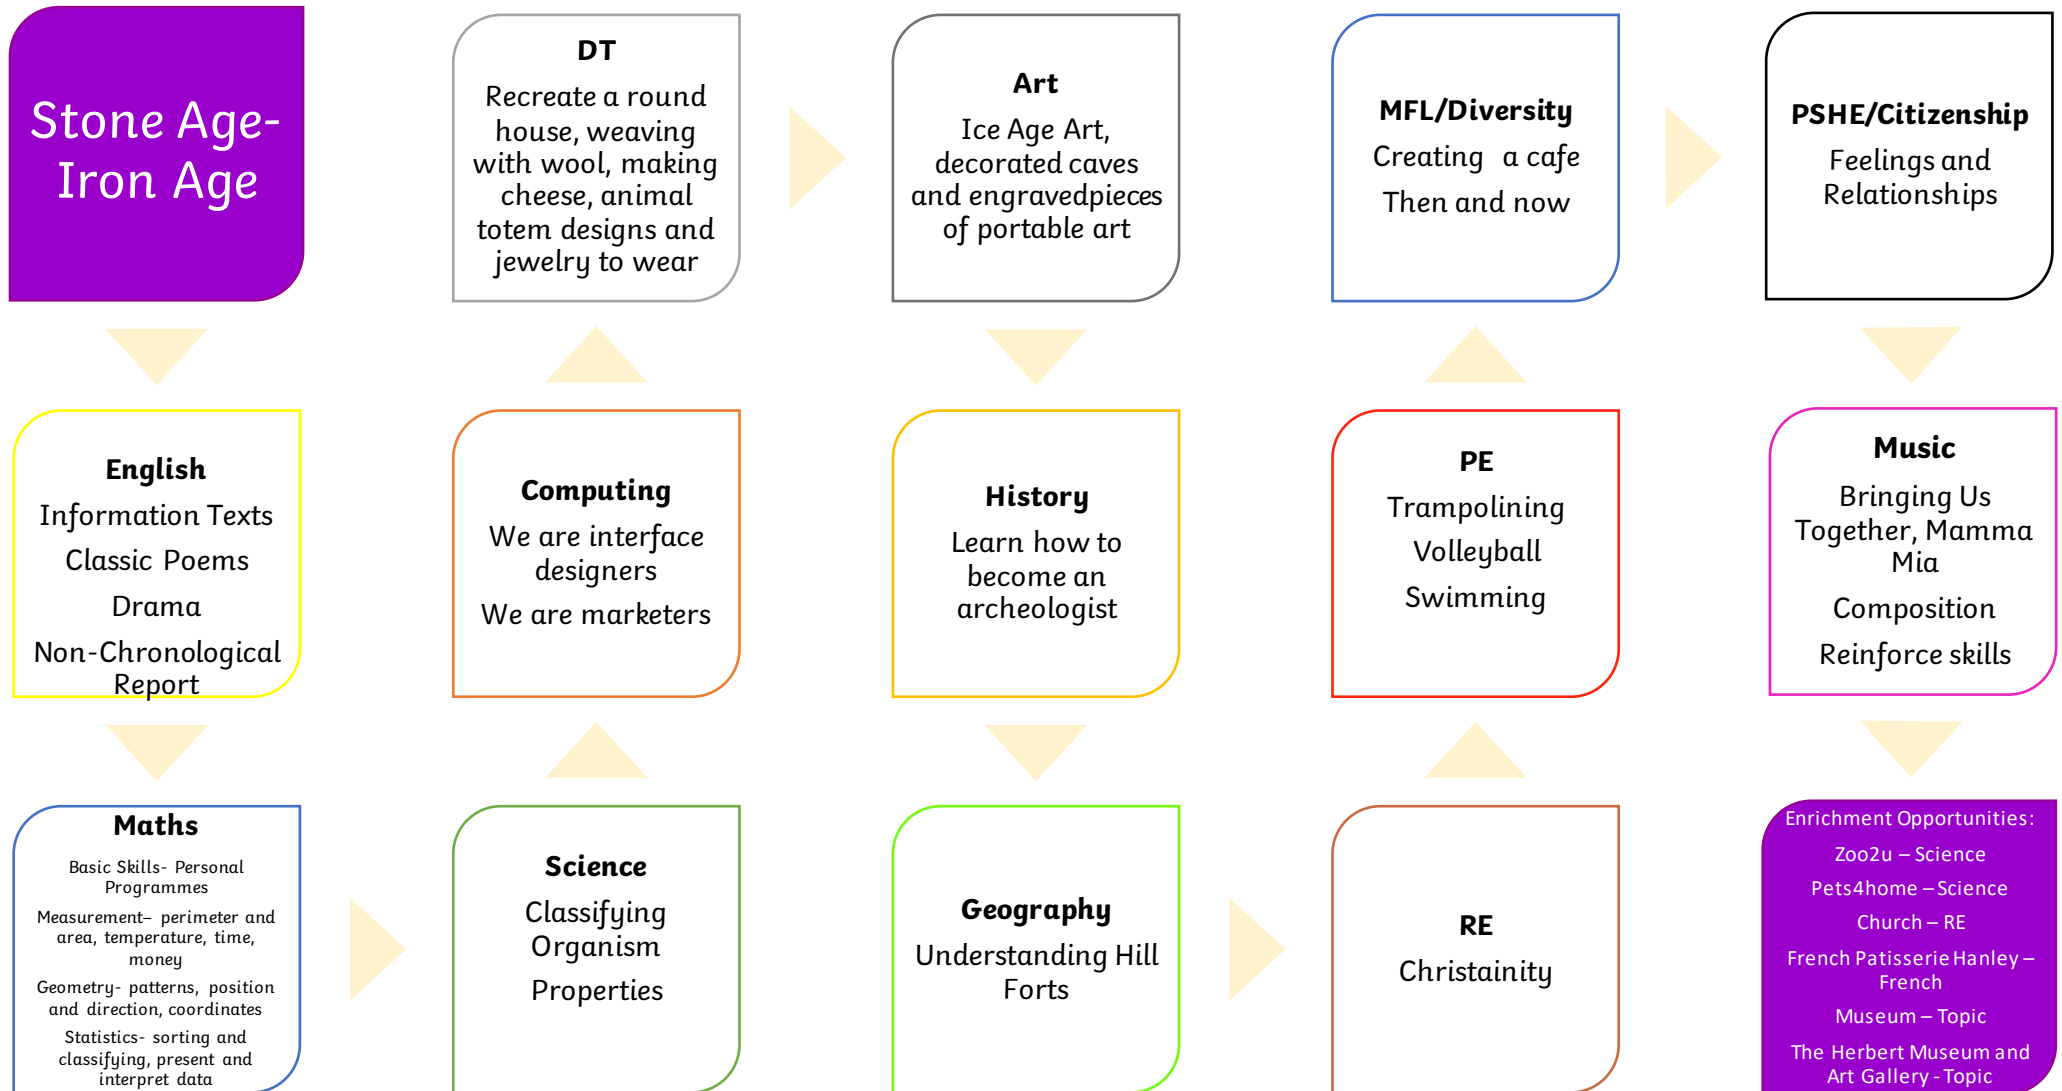 Stone Age-
Iron Age
English
Information Texts
Classic Poems
Drama
Non-Chronological
Report
Maths
Basic Skills- Personal
Programmes
Measurement– perimeter and
area, temperature, time,
money
Geometry- patterns, position
and direction, coordinates
Statistics- sorting and
classifying, present and
interpret data
Science
Classifying
Organism
Properties
Computing
We are interface
designers
We are marketers
DT
Recreate a round
house, weaving
with wool, making
cheese, animal
totem designs and
jewelry to wear
Art
Ice Age Art,
decorated caves
and engravedpieces
of portable art
History
Learn how to
become an
archeologist
Geography
Understanding Hill
Forts
RE
Christainity
PE
Trampolining
Volleyball
Swimming
MFL/Diversity
Creating a cafe
Then and now
PSHE/Citizenship
Feelings and
Relationships
Music
Bringing Us
Together, Mamma
Mia
Composition
Reinforce skills
Enrichment Opportunities:
Zoo2u – Science
Pets4home – Science
Church – RE
French Patisserie Hanley –
French
Museum – Topic
The Herbert Museum and
Art Gallery - Topic